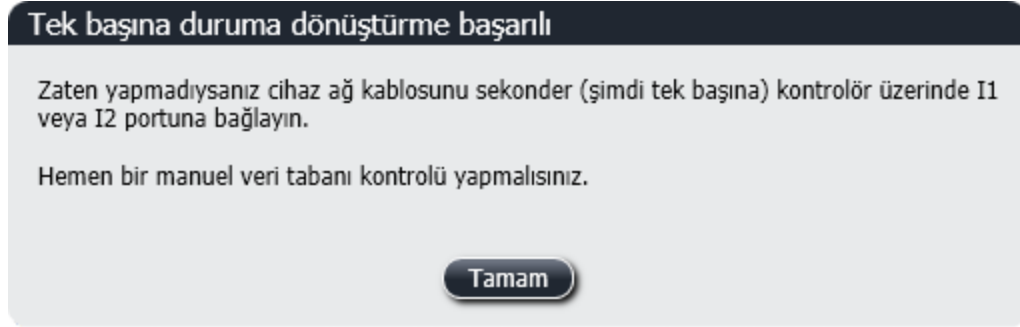 Tek başına duruma dönüştürme başarılı
Zaten yapmadıysanız cihaz ağ kablosunu sekonder (şimdi tek başına) kontrolör üzerinde I1
veya I2 portuna bağlayın.
Hemen bir manuel veri tabanı kontrolü yapmalısınız.
Tamam